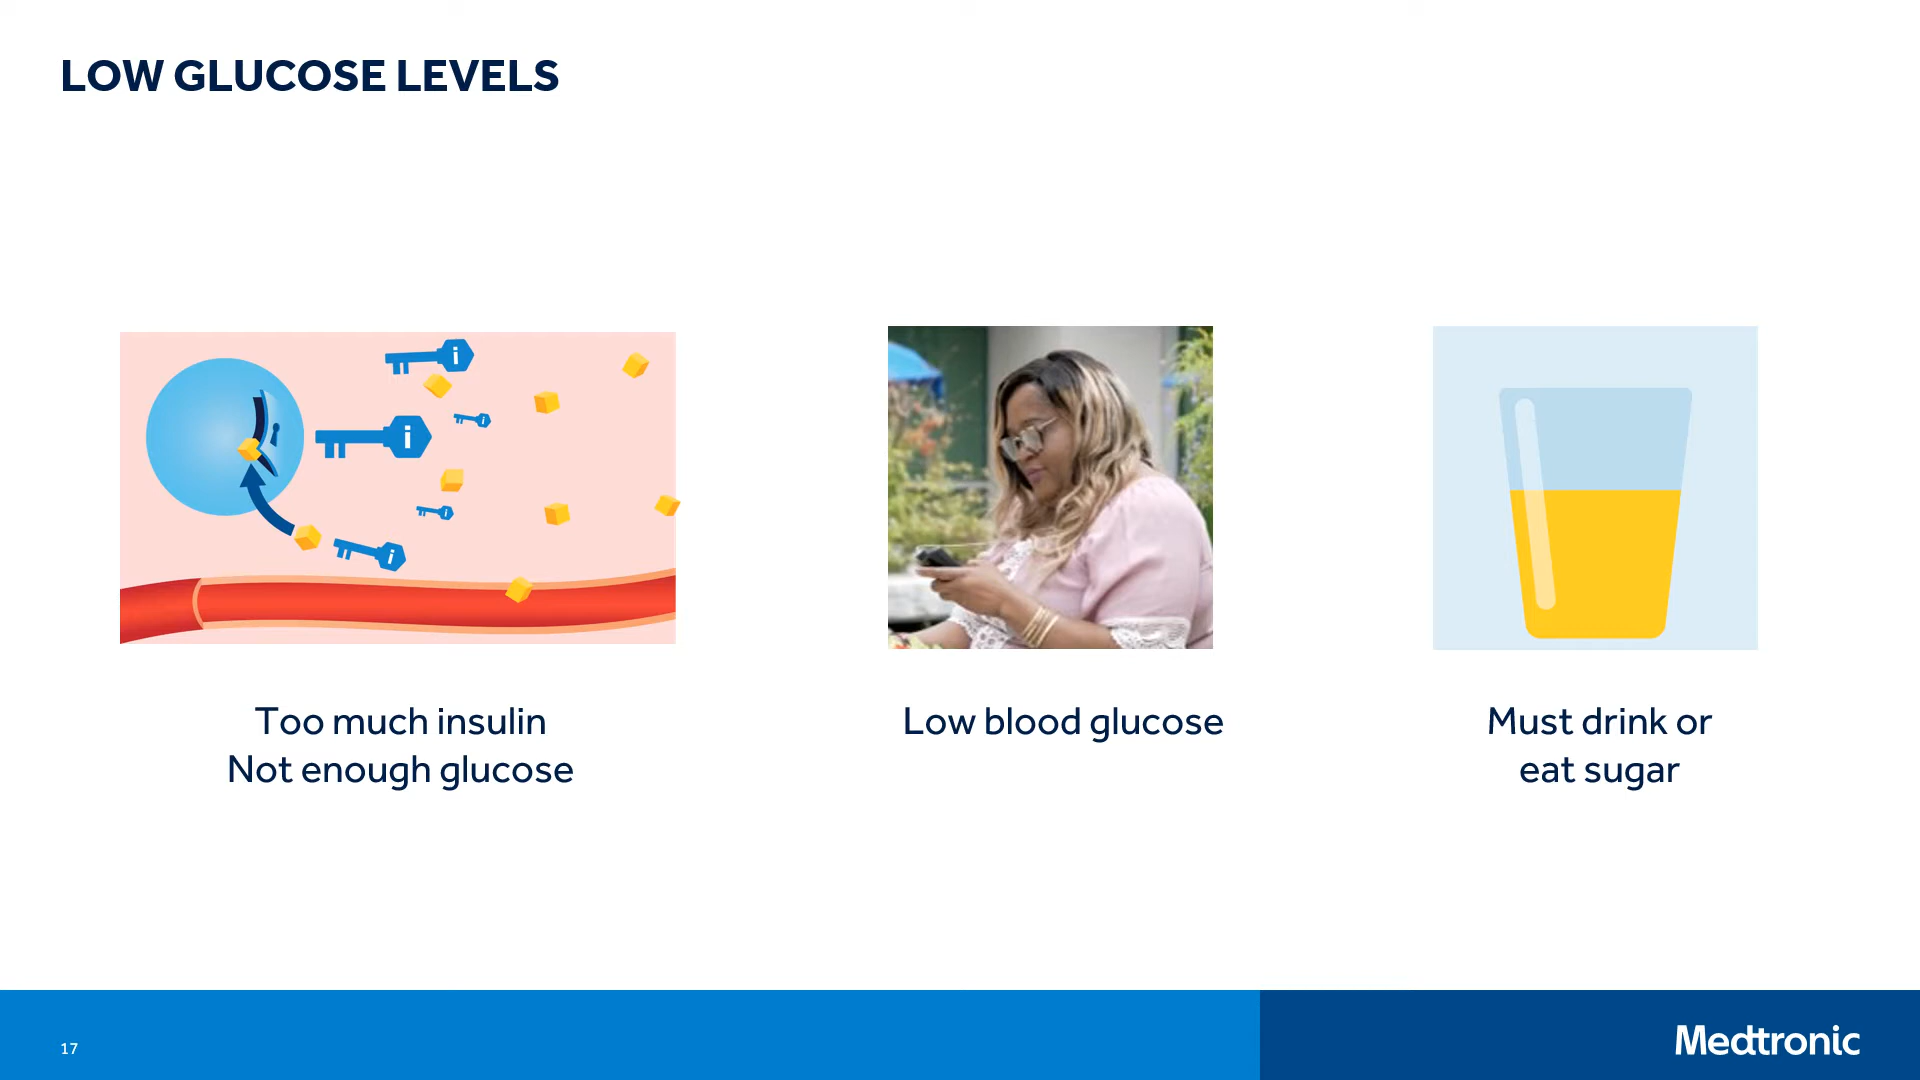 LOW GLUCOSE LEVELS
i
i
i
i
i
Too much insulin
Not enough glucose
Low blood glucose
Must drink or
eat sugar
17
Medtronic